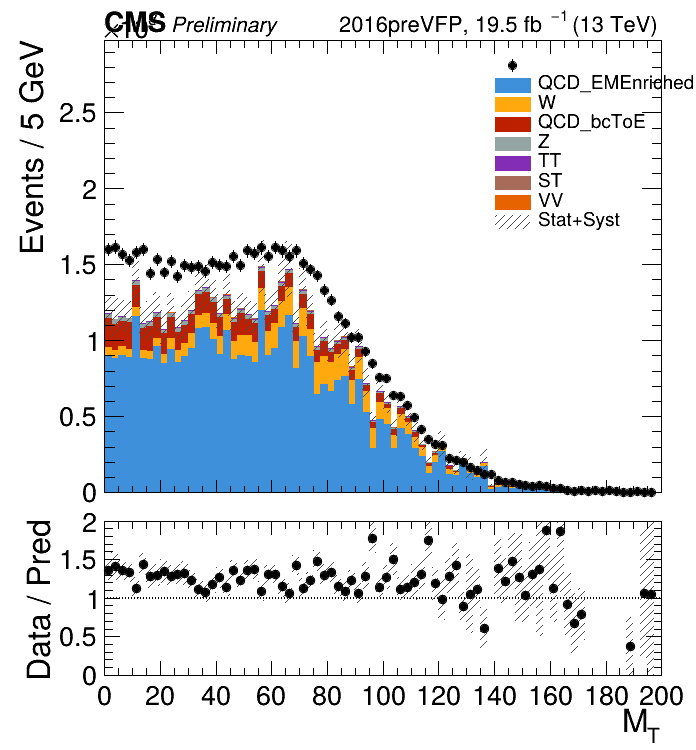 CMS Preliminary 2016preVFP, 19.5 fb⁻¹ (13 TeV)
Events / 5 GeV
2.5
2
1.5
1
0.5
0
QCD_EMEnriched
W
QCD_bcToE
Z
TT
ST
VV
Stat+Syst
Data / Pred
2
1.5
1
0.5
0
0 20 40 60 80 100 120 140 160 180 200
M_T